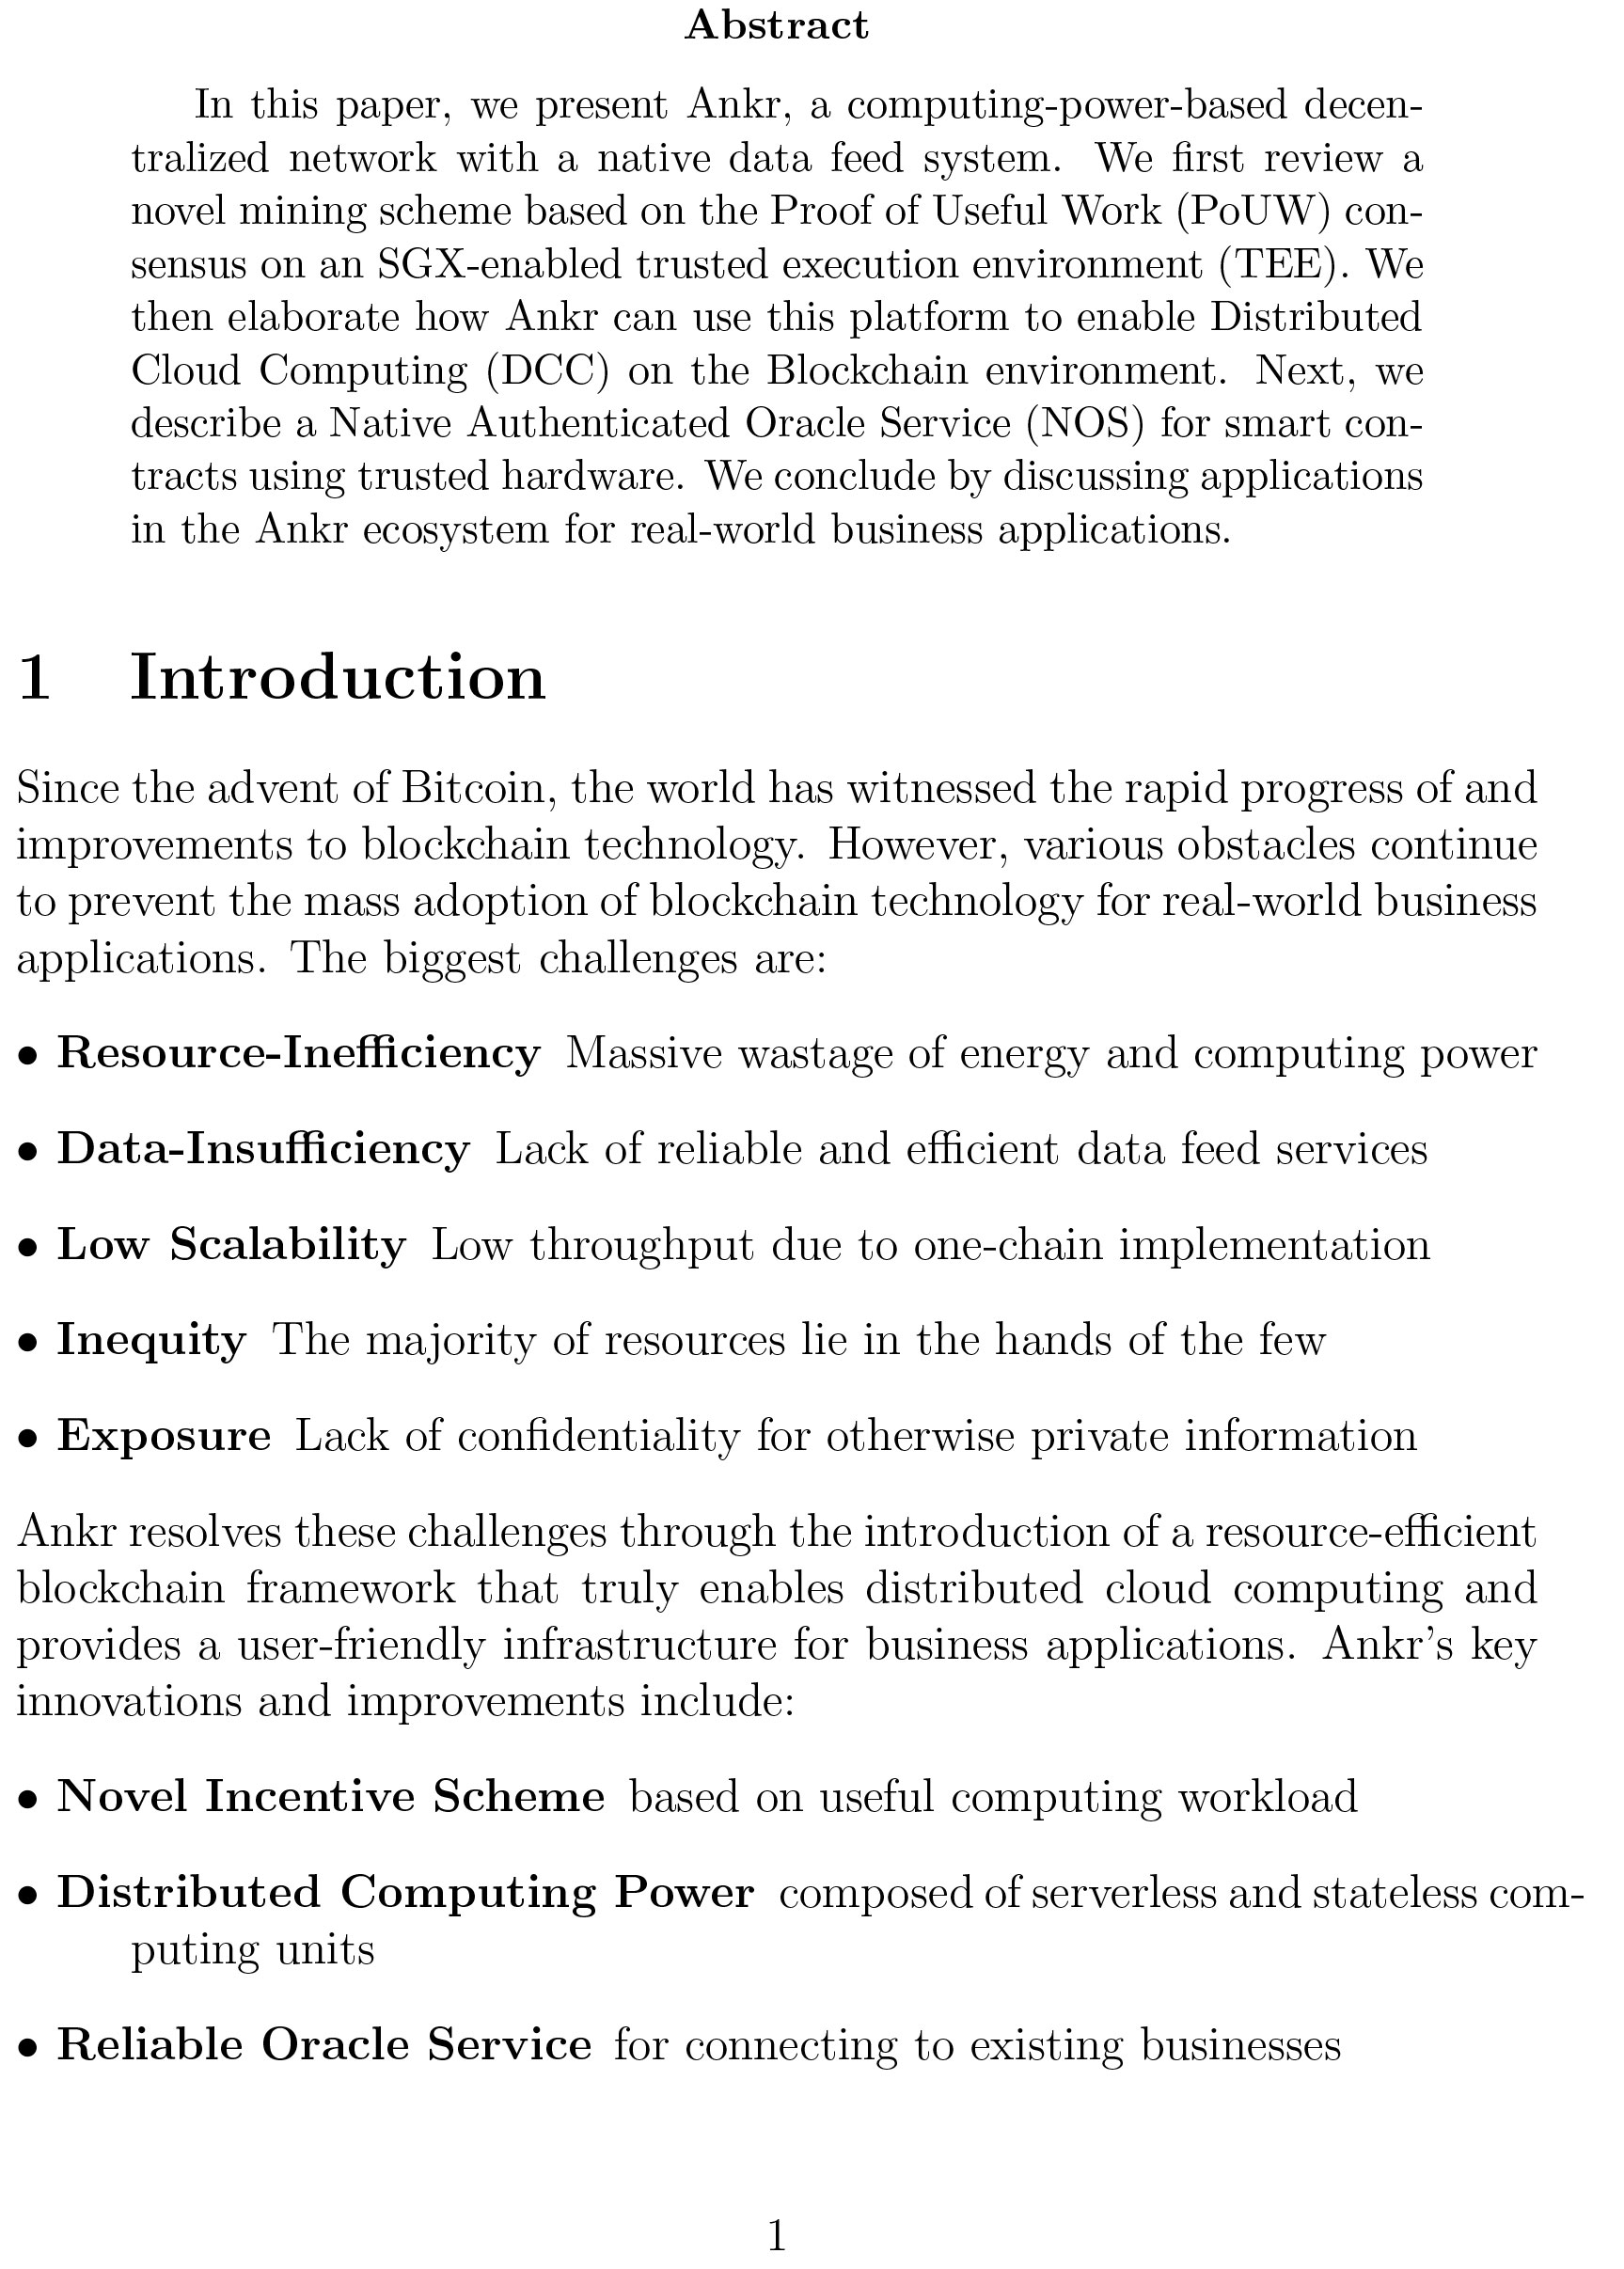 Abstract
In this paper, we present Ankr, a computing-power-based decen-
tralized network with a native data feed system. We first review a
novel mining scheme based on the Proof of Useful Work (PoUW) con-
sensus on an SGX-enabled trusted execution environment (TEE). We
then elaborate how Ankr can use this platform to enable Distributed
Cloud Computing (DCC) on the Blockchain environment. Next, we
describe a Native Authenticated Oracle Service (NOS) for smart con-
tracts using trusted hardware. We conclude by discussing applications
in the Ankr ecosystem for real-world business applications.
1 Introduction
Since the advent of Bitcoin, the world has witnessed the rapid progress of and
improvements to blockchain technology. However, various obstacles continue
to prevent the mass adoption of blockchain technology for real-world business
applications. The biggest challenges are:
• Resource-Inefficiency Massive wastage of energy and computing power
• Data-Insufficiency Lack of reliable and efficient data feed services
• Low Scalability Low throughput due to one-chain implementation
• Inequity The majority of resources lie in the hands of the few
• Exposure Lack of confidentiality for otherwise private information
Ankr resolves these challenges through the introduction of a resource-efficient
blockchain framework that truly enables distributed cloud computing and
provides a user-friendly infrastructure for business applications. Ankr's key
innovations and improvements include:
• Novel Incentive Scheme based on useful computing workload
• Distributed Computing Power composed of serverless and stateless com-
puting units
• Reliable Oracle Service for connecting to existing businesses
1